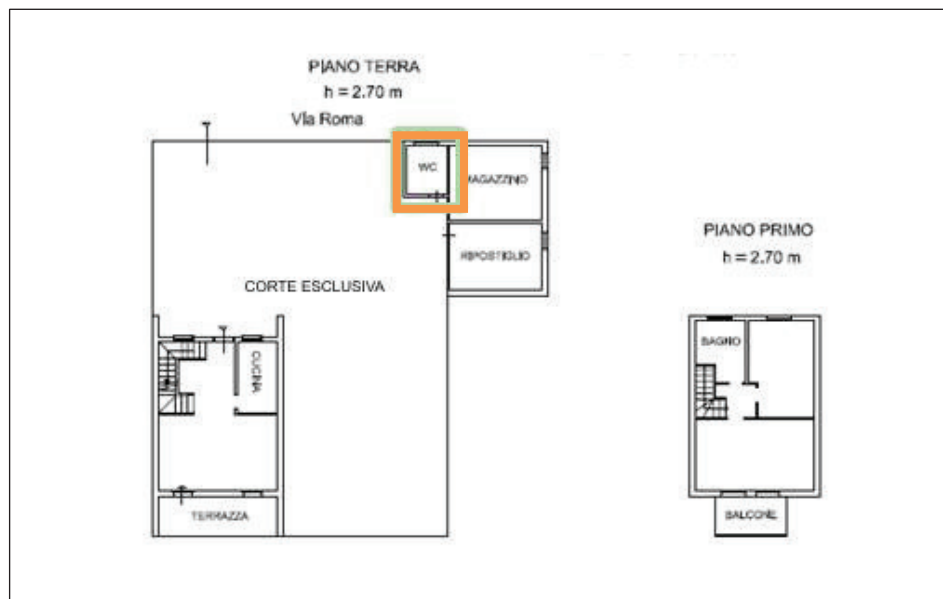 PIANO TERRA
h = 2.70 m
Via Roma
WC
MAGAZZINO
RIPOSTIGLIO
CORTE ESCLUSIVA
CUCINA
TERRAZZA
PIANO PRIMO
h = 2.70 m
BAGNO
BALCONE